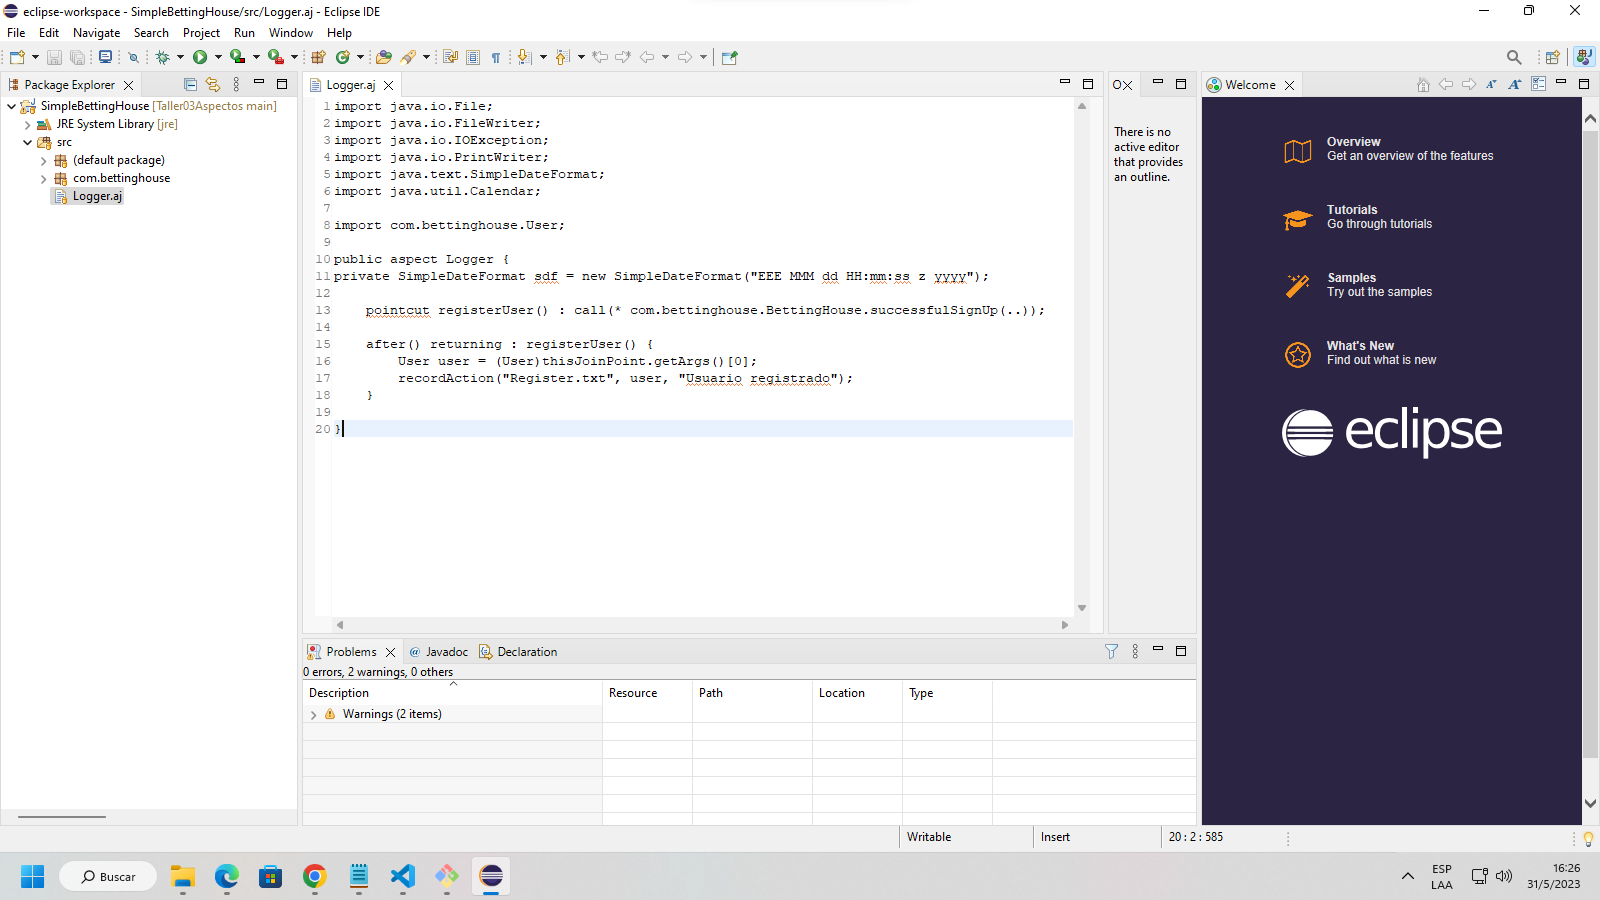 eclipse-workspace - SimpleBettingHouse/src/Logger.aj - Eclipse IDE
File Edit Navigate Search Project Run Window Help
Package Explorer
SimpleBettingHouse [Taller03Aspectos main]
JRE System Library [jre]
src
(default package)
com.bettinghouse
Logger.aj
Logger.aj
1 import java.io.File;
2 import java.io.FileWriter;
3 import java.io.IOException;
4 import java.io.PrintWriter;
5 import java.text.SimpleDateFormat;
6 import java.util.Calendar;
7
8 import com.bettinghouse.User;
9
10 public aspect Logger {
11 private SimpleDateFormat sdf = new SimpleDateFormat("EEE MMM dd HH:mm:ss z yyyy");
12
13 pointcut registerUser() : call(* com.bettinghouse.BettingHouse.successfulSignUp(..));
14
15 after() returning : registerUser() {
16 User user = (User)thisJoinPoint.getArgs()[0];
17 recordAction("Register.txt", user, "Usuario registrado");
18 }
19
20 }
O
There is no
active editor
that provides
an outline.
Welcome
Overview
Get an overview of the features
Tutorials
Go through tutorials
Samples
Try out the samples
What's New
Find out what is new
eclipse
Problems @ Javadoc Declaration
0 errors, 2 warnings, 0 others
Description Resource Path Location Type
Warnings (2 items)
Writable Insert 20 : 2 : 585
Buscar
ESP
LAA
16:26
31/5/2023